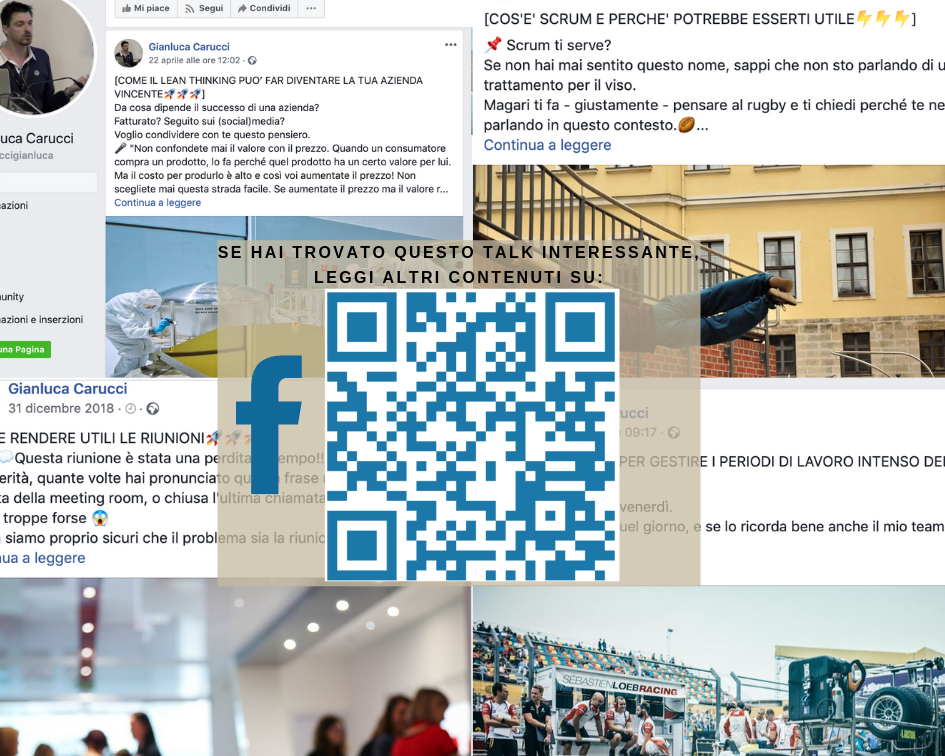 Mi piace Segui Condividi ...
Gianluca Carucci
22 aprile alle ore 12:02 ·
[COME IL LEAN THINKING PUO' FAR DIVENTARE LA TUA AZIENDA
VINCENTE🚀🚀🚀]
Da cosa dipende il successo di una azienda?
Fatturato? Seguito sui (social)media?
Voglio condividere con te questo pensiero.
🎤 "Non confondete mai il valore con il prezzo. Quando un consumatore
compra un prodotto, lo fa perché quel prodotto ha un certo valore per lui.
Ma il costo per produrlo è alto e così voi aumentate il prezzo! Non
scegliete mai questa strada facile. Se aumentate il prezzo ma il valore r...
Continua a leggere
uca Carucci
ccigianluca
nazioni
unity
nazioni e inserzioni
una Pagina
[COS'E' SCRUM E PERCHE' POTREBBE ESSERTI UTILE⚡⚡⚡]
📌 Scrum ti serve?
Se non hai mai sentito questo nome, sappi che non sto parlando di u
trattamento per il viso.
Magari ti fa - giustamente - pensare al rugby e ti chiedi perché te ne
parlando in questo contesto.🏉...
Continua a leggere
SE HAI TROVATO QUESTO TALK INTERESSANTE,
LEGGI ALTRI CONTENUTI SU:
f
Gianluca Carucci
31 dicembre 2018 ·
E RENDERE UTILI LE RIUNIONI🚀🚀🚀
Questa riunione è stata una perdita tempo!!
erità, quante volte hai pronunciato questa frase
ta della meeting room, o chiusa l'ultima chiamata
troppe forse 😱
siamo proprio sicuri che il problema sia la riunio
nua a leggere
ucci
09:17 ·
PER GESTIRE I PERIODI DI LAVORO INTENSO DEL
venerdì.
uel giorno, e se lo ricorda bene anche il mio team
SÉBASTIEN LOEB RACING